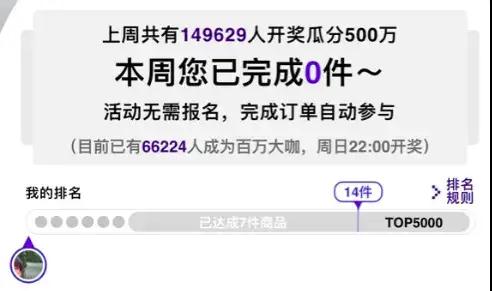 上周共有149629人开奖瓜分500万
本周您已完成0件～
活动无需报名，完成订单自动参与
（目前已有66224人成为百万大咖，周日22:00开奖）
我的排名
14件
排名
规则
已达成7件商品
TOP5000